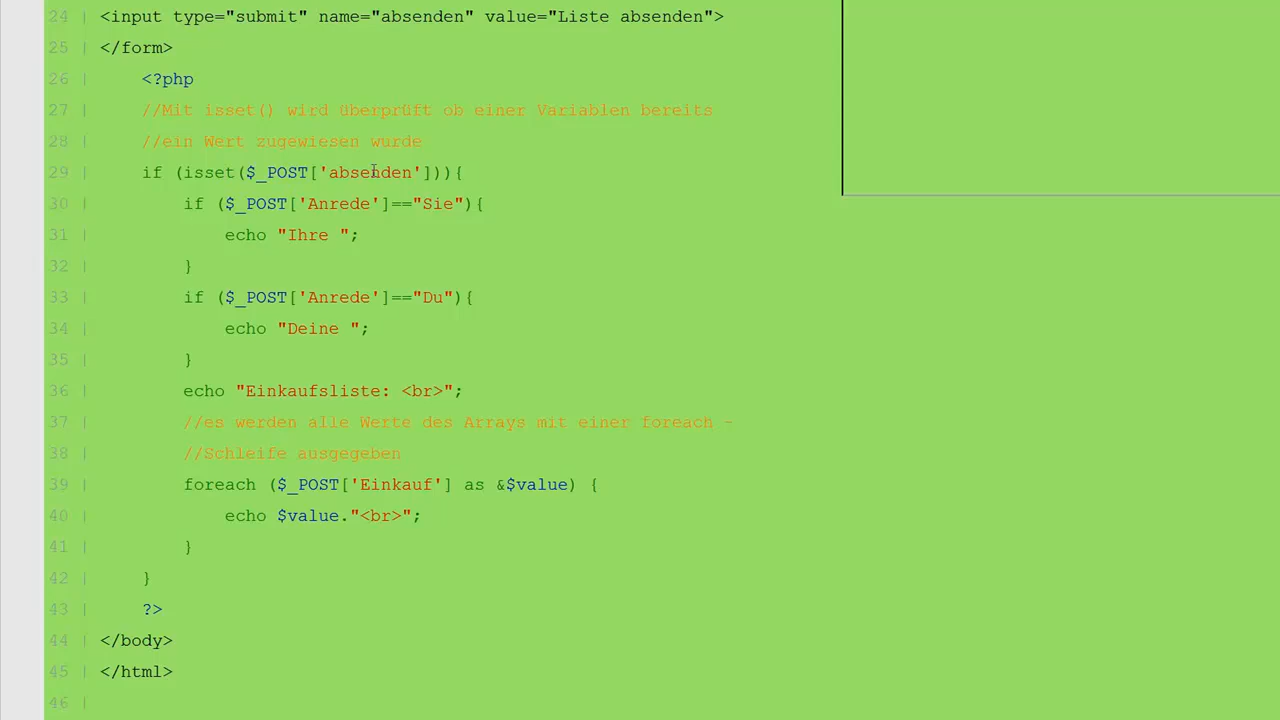 24 | <input type="submit" name="absenden" value="Liste absenden">
25 | </form>
26 |     <?php
27 |     //Mit isset() wird überprüft ob einer Variablen bereits
28 |     //ein Wert zugewiesen wurde
29 |     if (isset($_POST['absenden'])){
30 |         if ($_POST['Anrede']=="Sie"){
31 |             echo "Ihre ";
32 |         }
33 |         if ($_POST['Anrede']=="Du"){
34 |             echo "Deine ";
35 |         }
36 |         echo "Einkaufsliste: <br>";
37 |         //es werden alle Werte des Arrays mit einer foreach -
38 |         //Schleife ausgegeben
39 |         foreach ($_POST['Einkauf'] as &$value) {
40 |             echo $value."<br>";
41 |         }
42 |     }
43 |     ?>
44 | </body>
45 | </html>
46 |